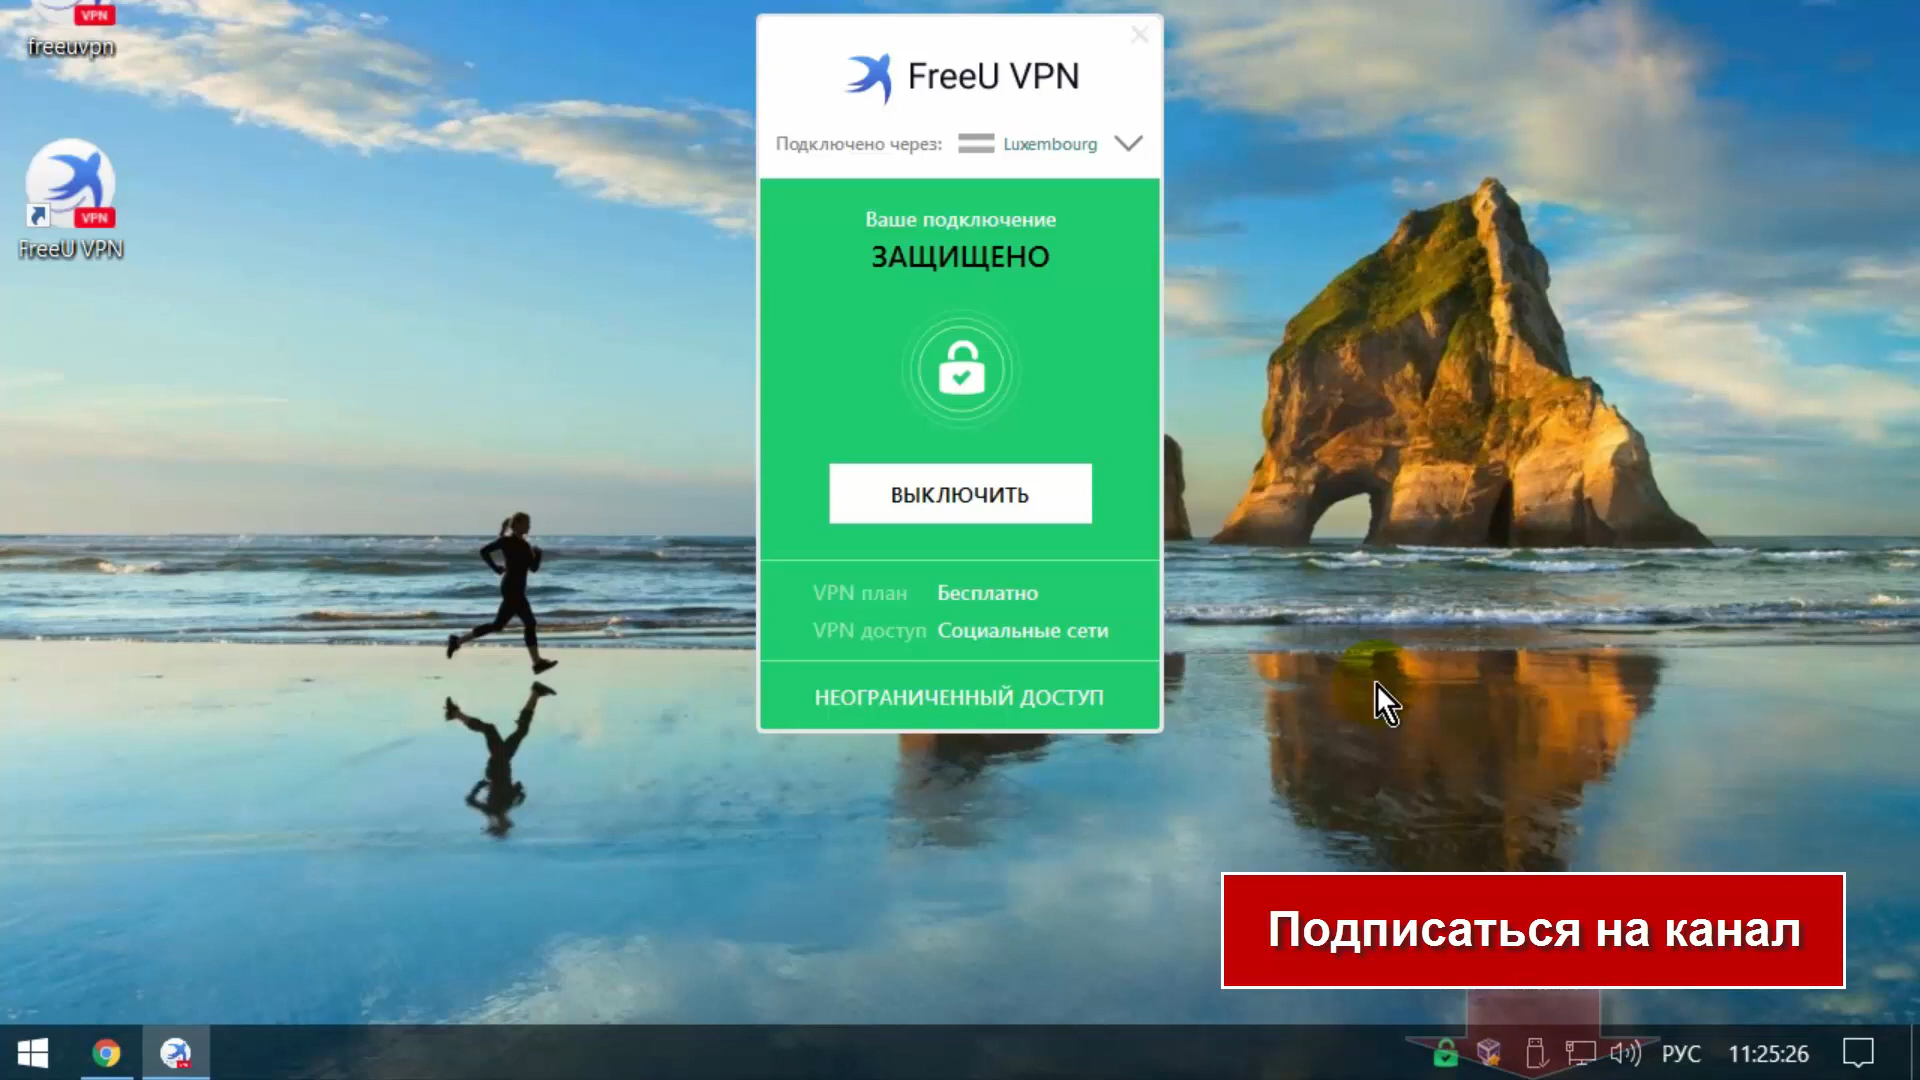 VPN
freeuvpn
VPN
FreeU VPN
FreeU VPN
Подключено через: Luxembourg
Ваше подключение
ЗАЩИЩЕНО
ВЫКЛЮЧИТЬ
VPN план Бесплатно
VPN доступ Социальные сети
НЕОГРАНИЧЕННЫЙ ДОСТУП
Подписаться на канал
РУС 11:25:26